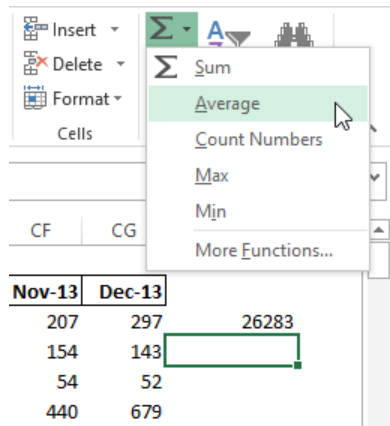 Insert
Delete
Format
Cells
Σ
A
Z
Σ Sum
Average
Count Numbers
Max
Min
More Functions...
CF CG
Nov-13 Dec-13
207 297 26283
154 143
54 52
440 679